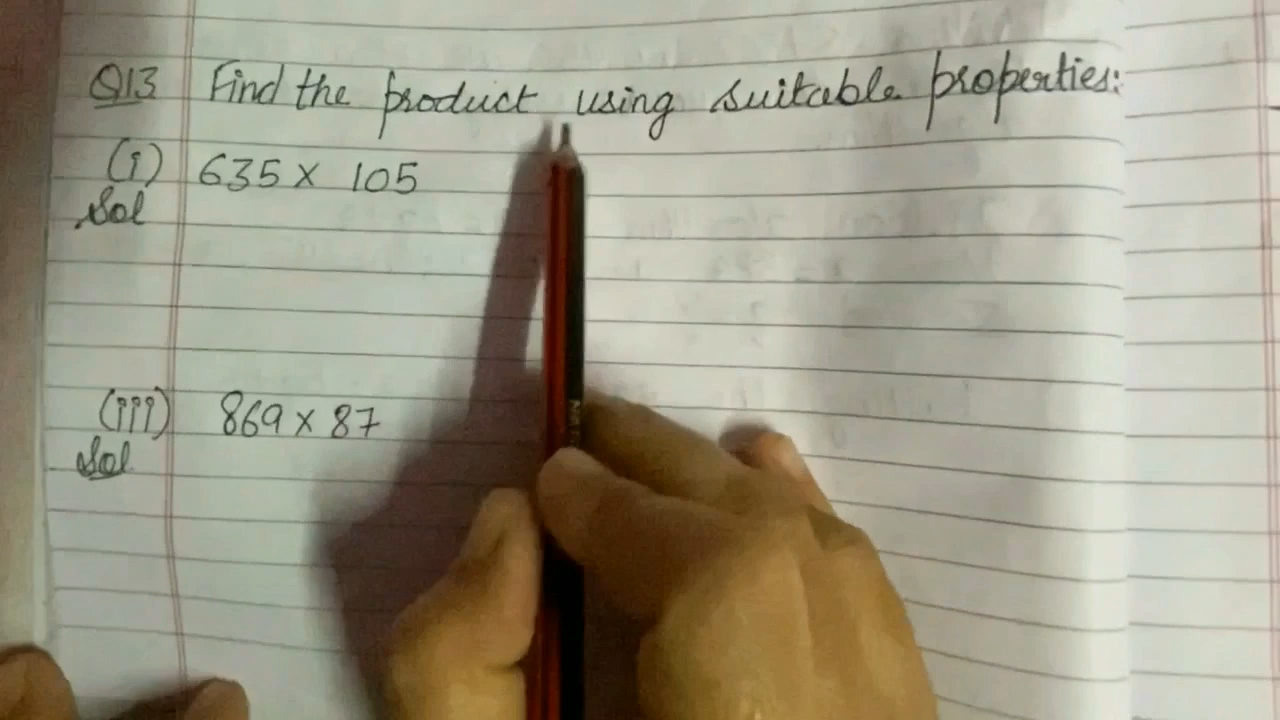 Q13 Find the product using suitable properties:
(i) 635 x 105
Sol
(iii) 869 x 87
Sol